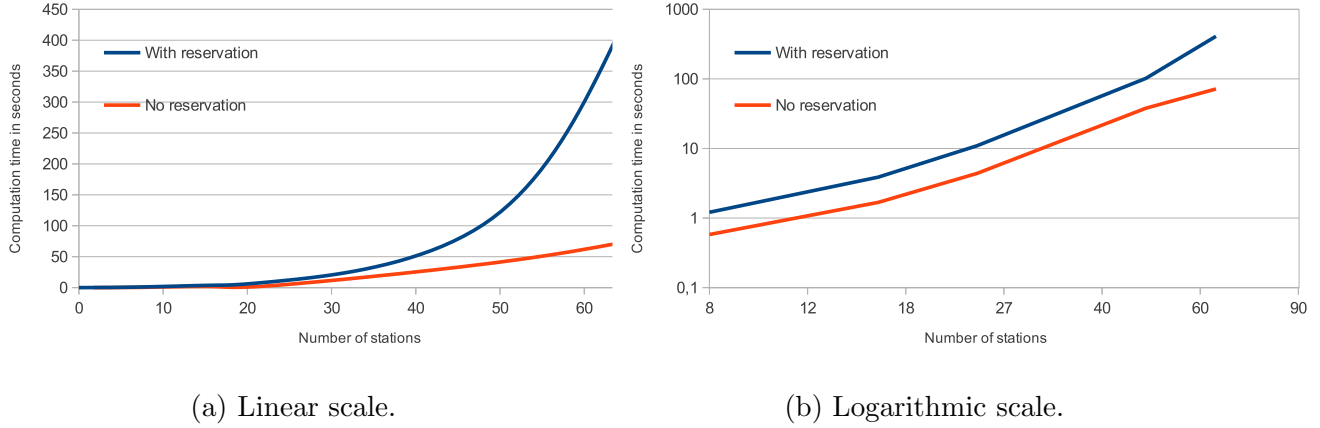 450
400
350
300
250
200
150
100
50
0
With reservation
No reservation
Computation time in seconds
0 10 20 30 40 50 60
Number of stations
(a) Linear scale.
1000
100
10
1
0,1
With reservation
No reservation
Computation time in seconds
8 12 18 27 40 60 90
Number of stations
(b) Logarithmic scale.